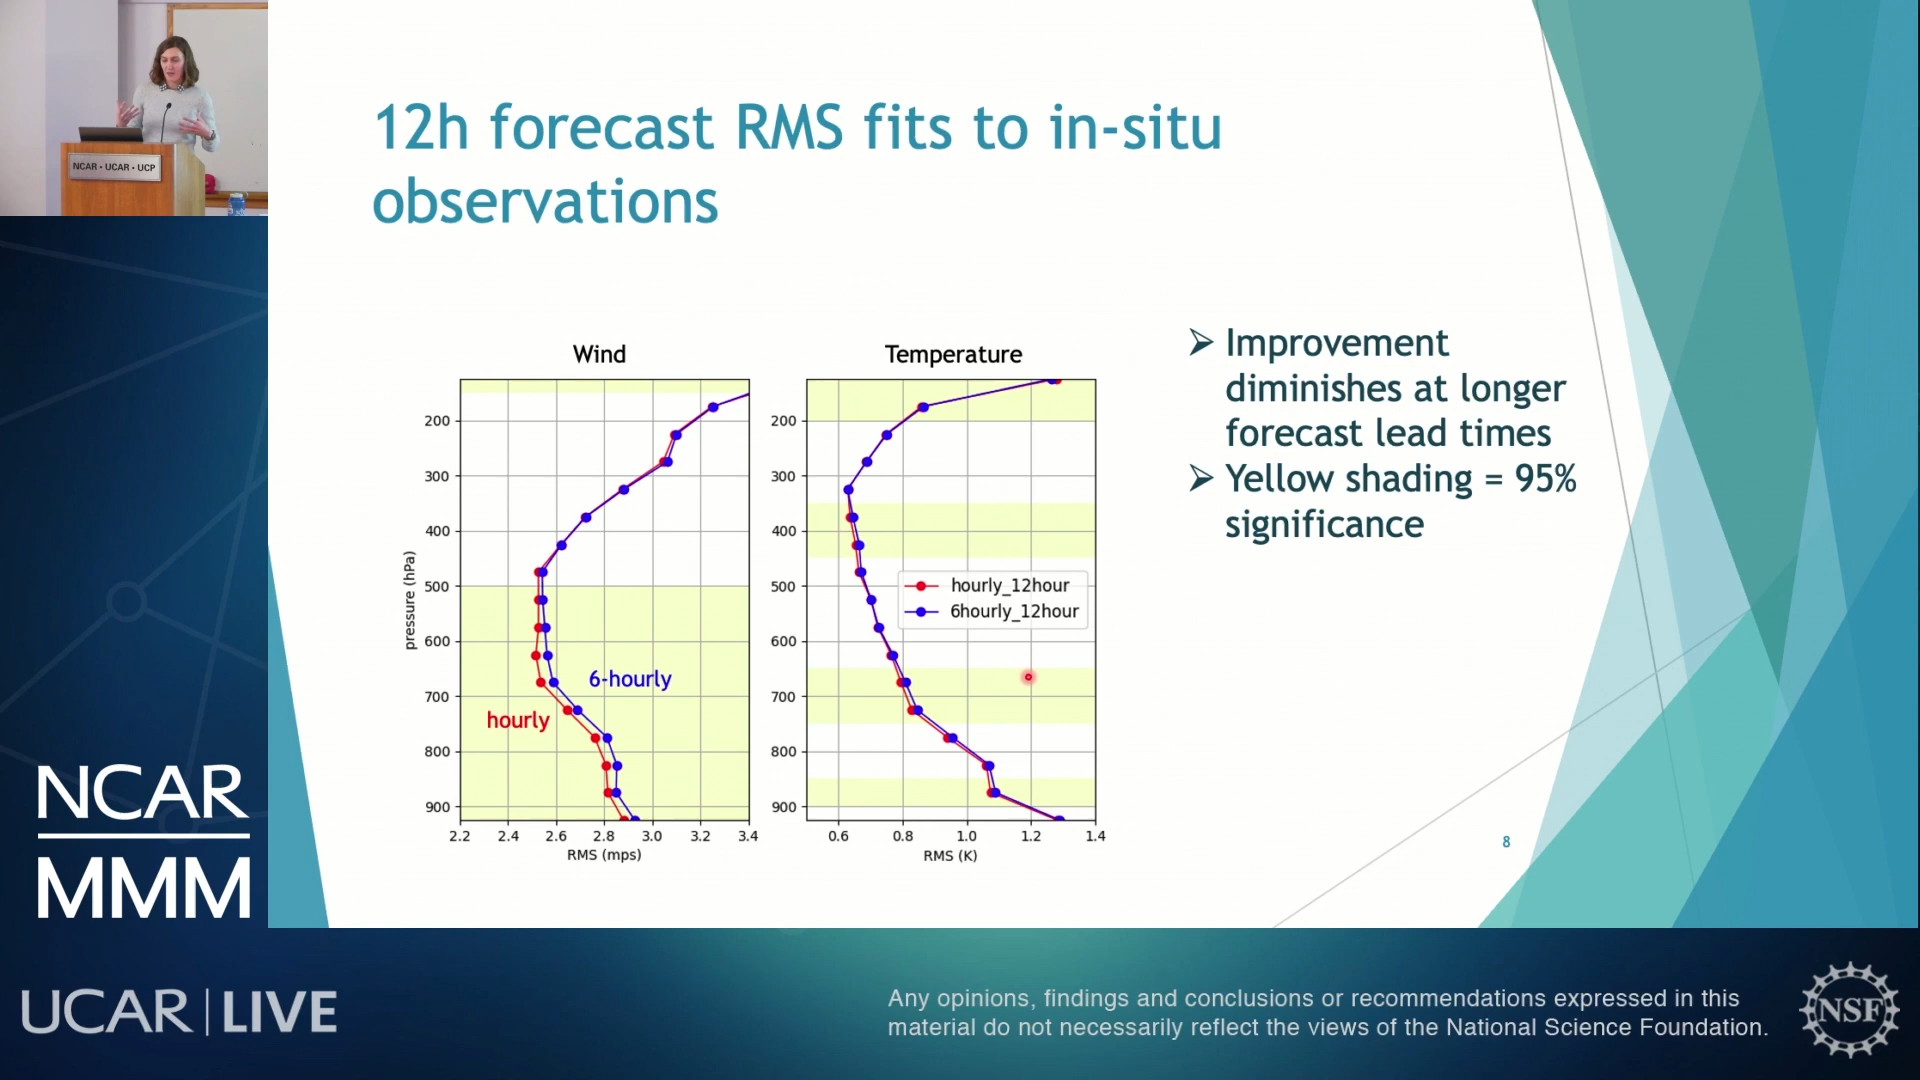 NCAR • UCAR • UCP
12h forecast RMS fits to in-situ
observations
Wind
Temperature
pressure (hPa)
200
300
400
500
600
700
800
900
2.2 2.4 2.6 2.8 3.0 3.2 3.4
RMS (mps)
6-hourly
hourly
200
300
400
500
600
700
800
900
0.6 0.8 1.0 1.2 1.4
RMS (K)
hourly_12hour
6hourly_12hour
➢ Improvement
diminishes at longer
forecast lead times
➢ Yellow shading = 95%
significance
8
NCAR
MMM
UCAR | LIVE
Any opinions, findings and conclusions or recommendations expressed in this
material do not necessarily reflect the views of the National Science Foundation.
NSF